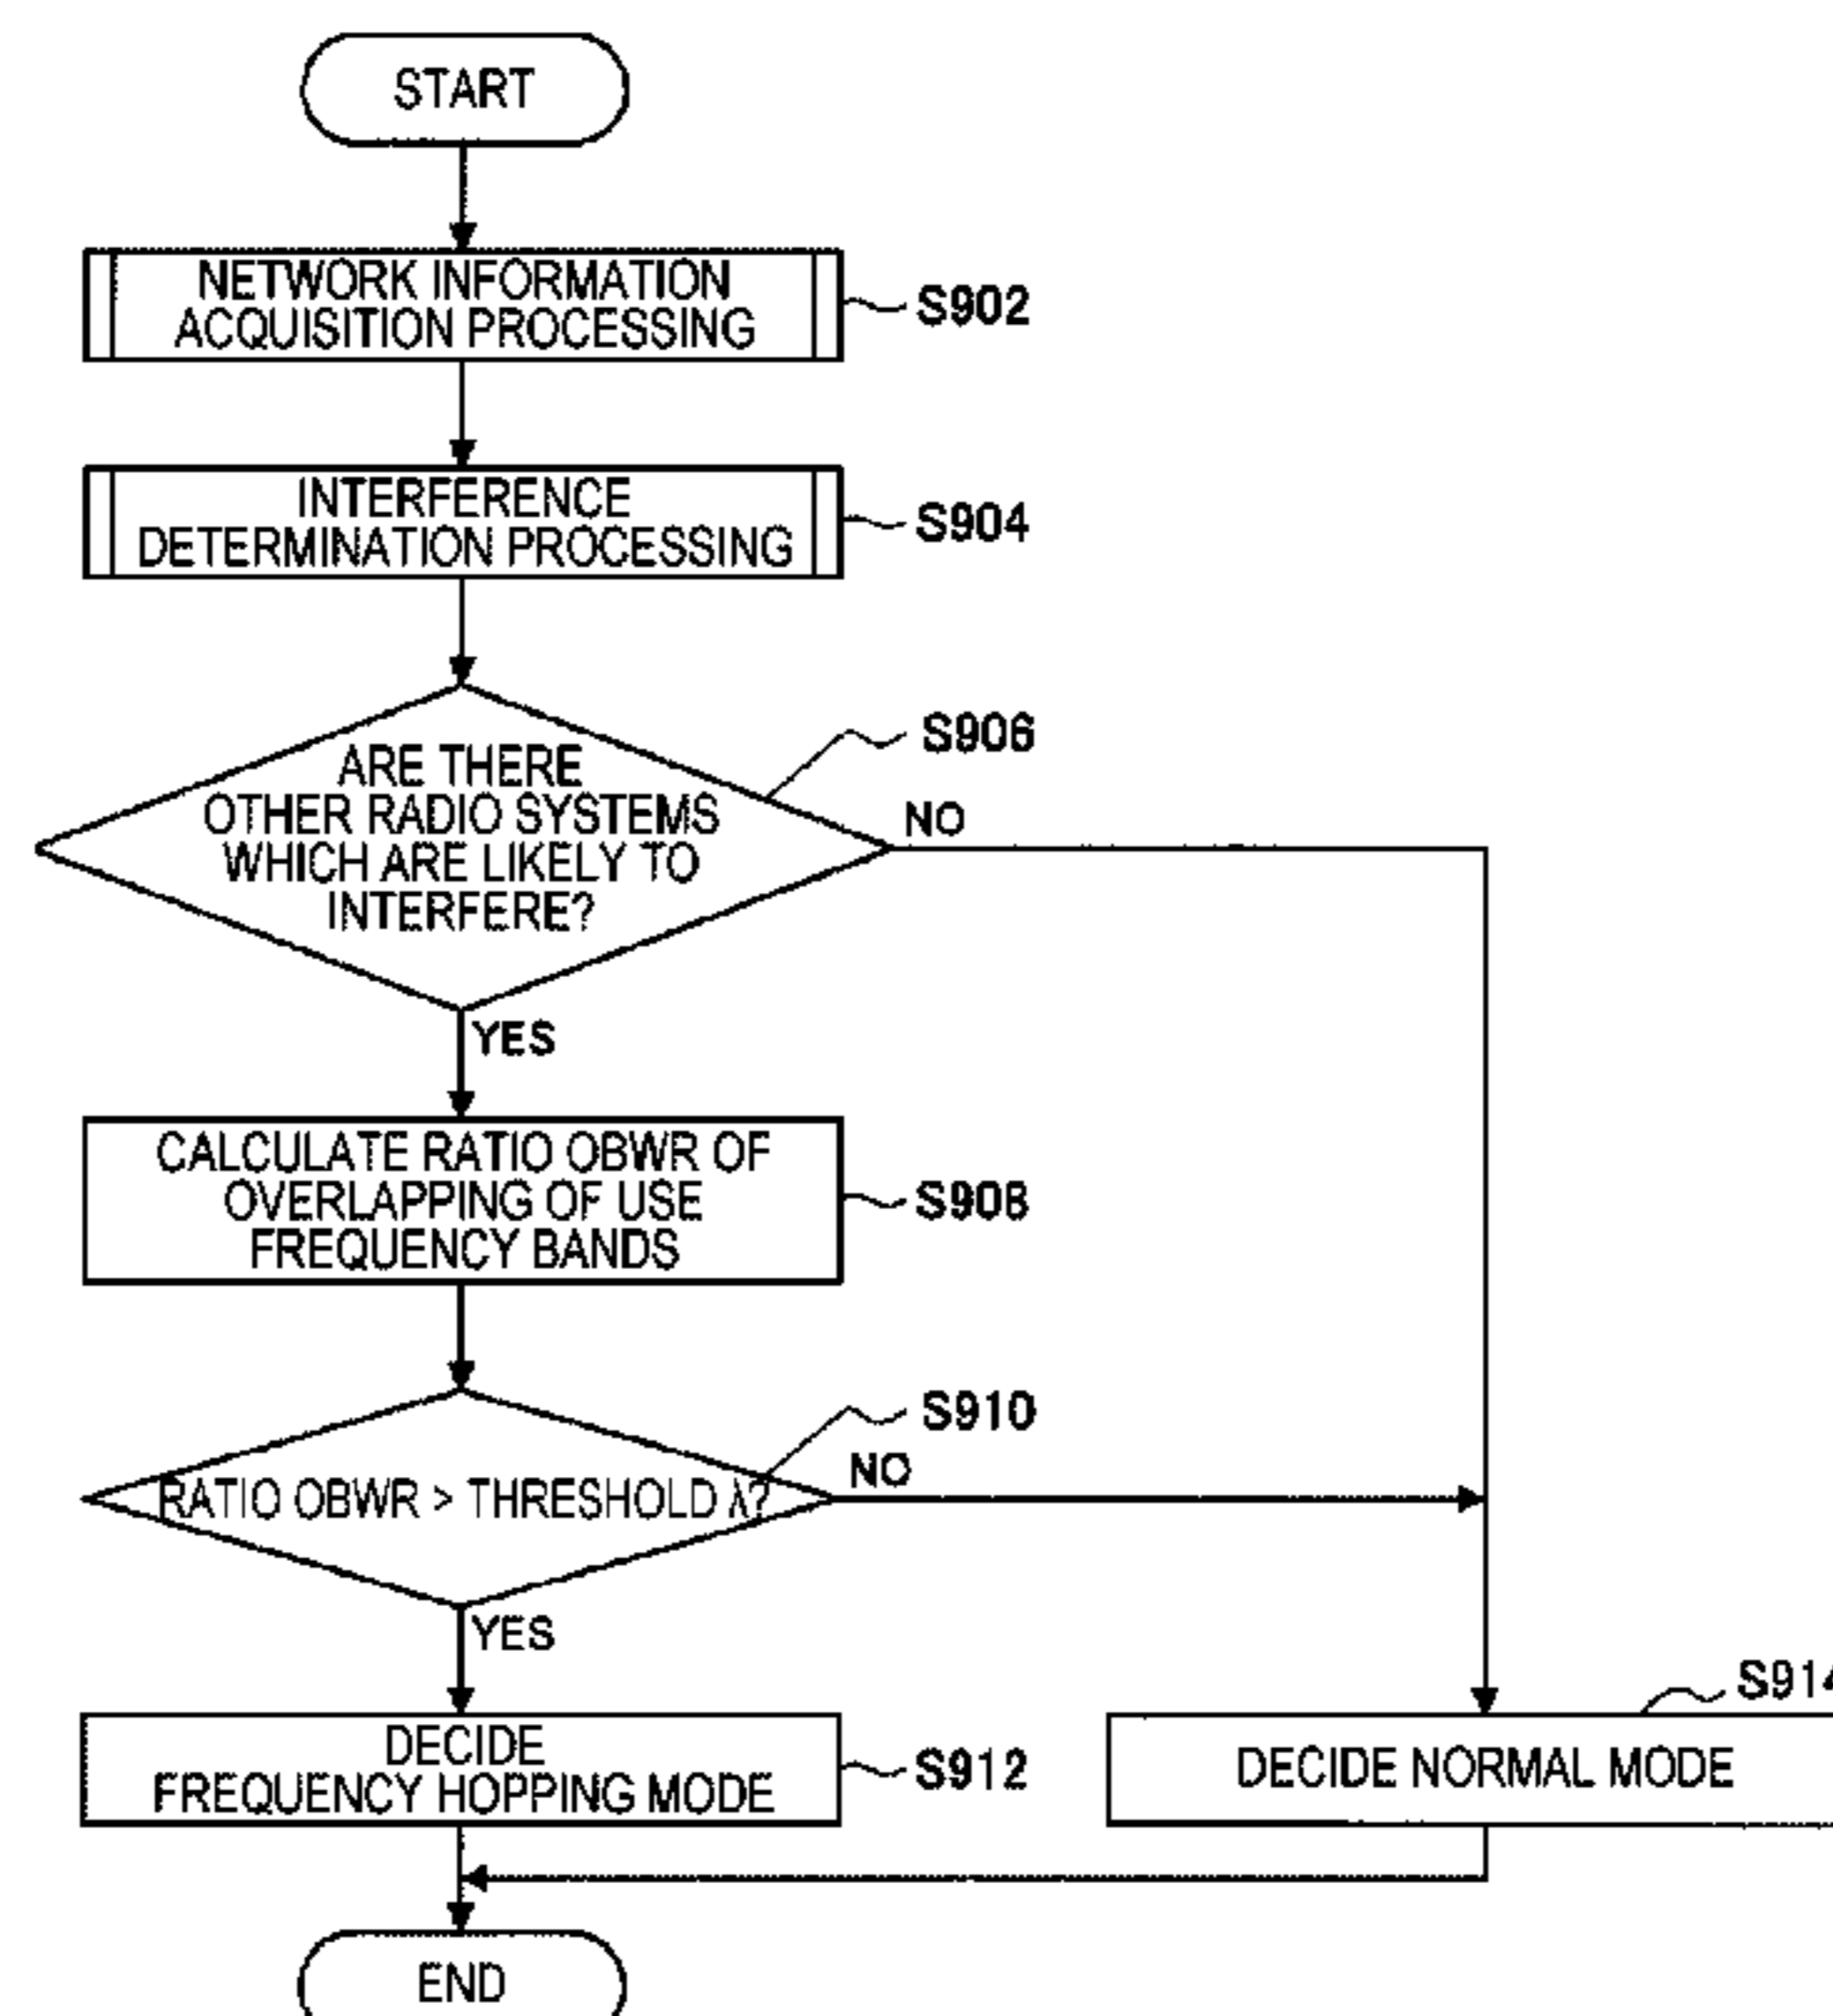 START
NETWORK INFORMATION
ACQUISITION PROCESSING
S902
INTERFERENCE
DETERMINATION PROCESSING
S904
ARE THERE
OTHER RADIO SYSTEMS
WHICH ARE LIKELY TO
INTERFERE?
S906
NO
YES
CALCULATE RATIO OBWR OF
OVERLAPPING OF USE
FREQUENCY BANDS
S908
RATIO OBWR > THRESHOLD λ?
S910
NO
YES
DECIDE
FREQUENCY HOPPING MODE
S912
DECIDE NORMAL MODE
S914
END